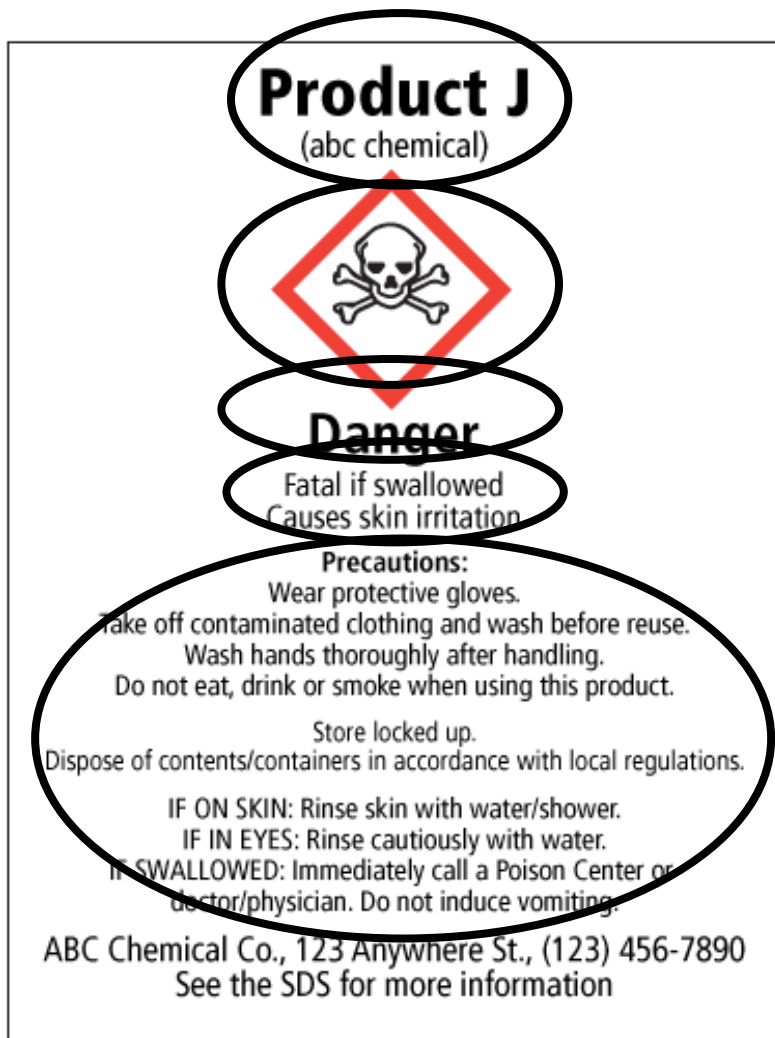 Product J
(abc chemical)
Danger
Fatal if swallowed
Causes skin irritation
Precautions:
Wear protective gloves.
Take off contaminated clothing and wash before reuse.
Wash hands thoroughly after handling.
Do not eat, drink or smoke when using this product.
Store locked up.
Dispose of contents/containers in accordance with local regulations.
IF ON SKIN: Rinse skin with water/shower.
IF IN EYES: Rinse cautiously with water.
IF SWALLOWED: Immediately call a Poison Center or
doctor/physician. Do not induce vomiting.
ABC Chemical Co., 123 Anywhere St., (123) 456-7890
See the SDS for more information